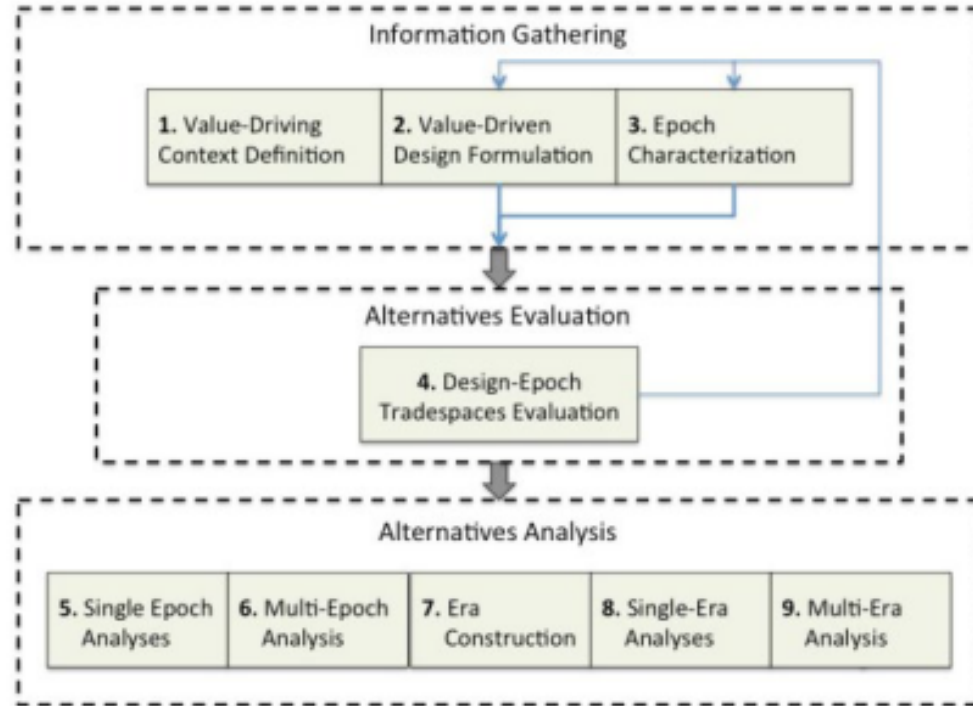 Information Gathering
1. Value-Driving
Context Definition
2. Value-Driven
Design Formulation
3. Epoch
Characterization
Alternatives Evaluation
4. Design-Epoch
Tradespaces Evaluation
Alternatives Analysis
5. Single Epoch
Analyses
6. Multi-Epoch
Analysis
7. Era
Construction
8. Single-Era
Analyses
9. Multi-Era
Analysis